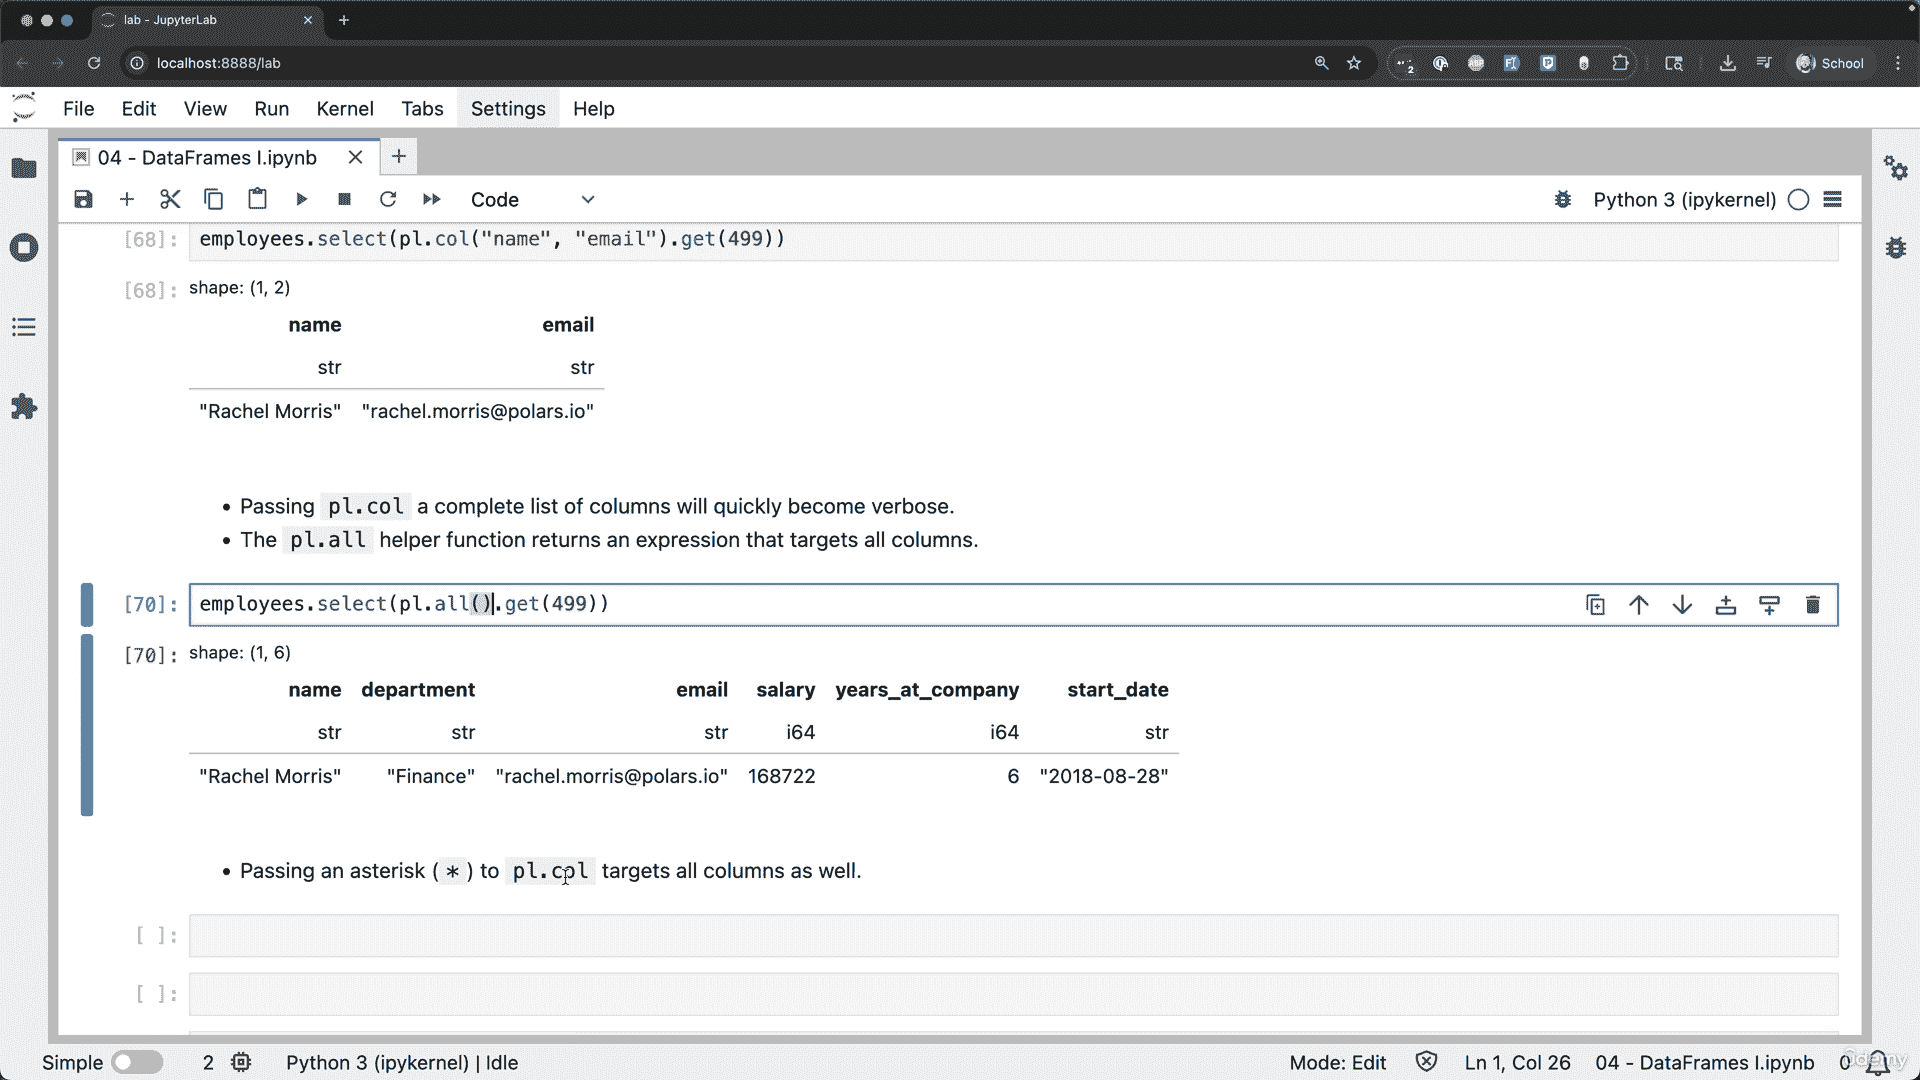 lab - JupyterLab
localhost:8888/lab
2
ABP
School
File Edit View Run Kernel Tabs Settings Help
04 - DataFrames I.ipynb
Code
Python 3 (ipykernel)
[68]: employees.select(pl.col("name", "email").get(499))
[68]: shape: (1, 2)
name email
str str
"Rachel Morris" "rachel.morris@polars.io"
• Passing pl.col a complete list of columns will quickly become verbose.
• The pl.all helper function returns an expression that targets all columns.
[70]: employees.select(pl.all().get(499))
[70]: shape: (1, 6)
name department email salary years_at_company start_date
str str str i64 i64 str
"Rachel Morris" "Finance" "rachel.morris@polars.io" 168722 6 "2018-08-28"
• Passing an asterisk (*) to pl.col targets all columns as well.
[ ]:
[ ]:
Simple 2 Python 3 (ipykernel) | Idle Mode: Edit Ln 1, Col 26 04 - DataFrames I.ipynb 0
udemy